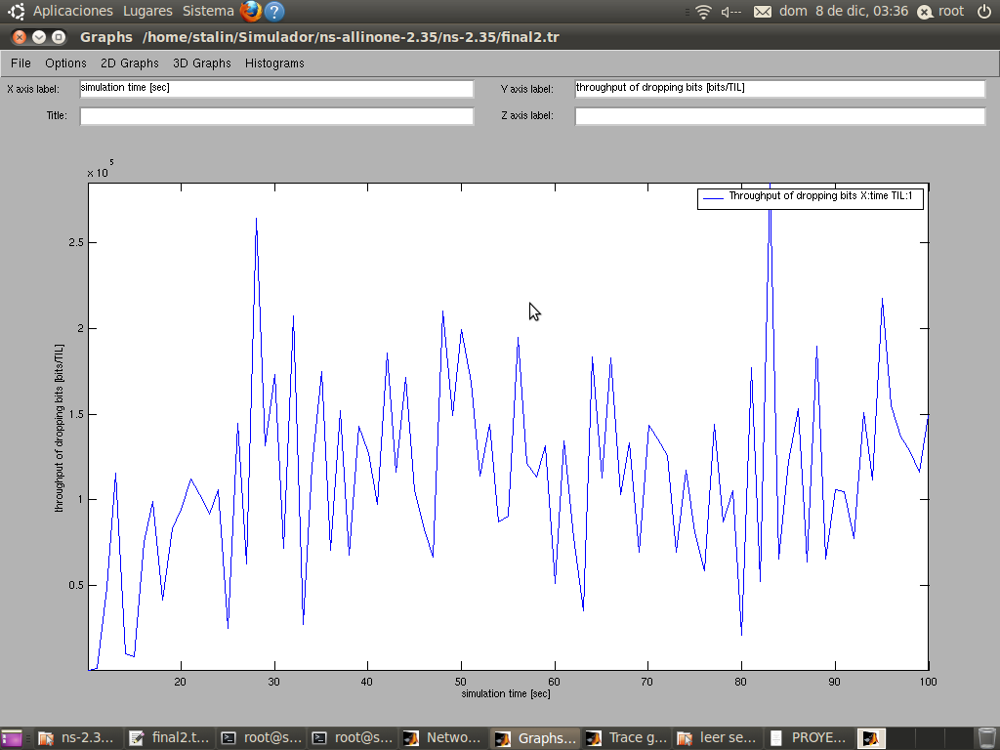 Aplicaciones Lugares Sistema ? dom 8 de dic, 03:36 root
Graphs /home/stalin/Simulador/ns-allinone-2.35/ns-2.35/final2.tr
File Options 2D Graphs 3D Graphs Histograms
X axis label: simulation time [sec] Y axis label: throughput of dropping bits [bits/TIL]
Title: Z axis label:
x 10 5
Throughput of dropping bits X:time TIL:1
2.5
2
1.5
1
0.5
throughput of dropping bits [bits/TIL]
20 30 40 50 60 70 80 90 100
simulation time [sec]
ns-2.3... final2.t... root@s... root@s... Netwo... Graphs... Trace g... leer se... PROYE...